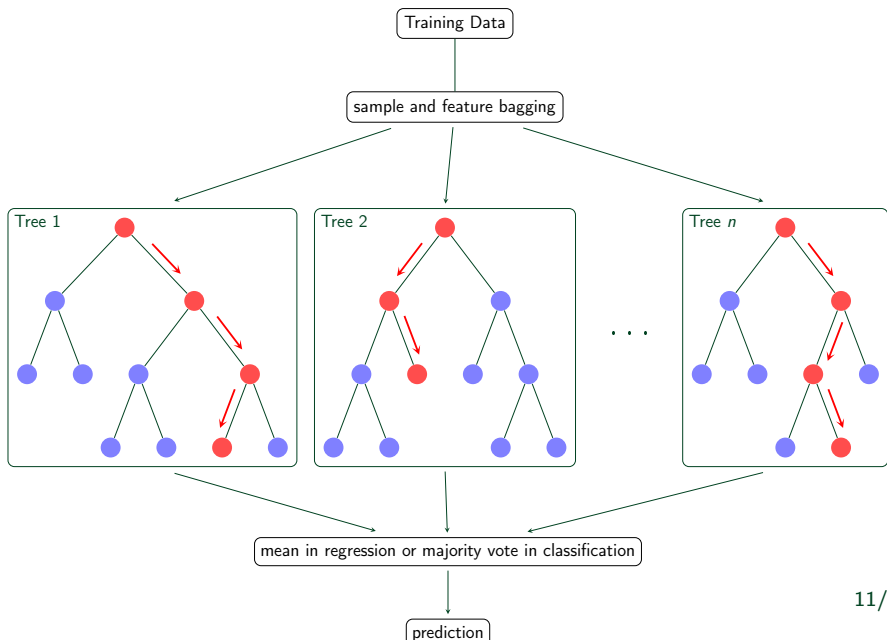 Training Data
sample and feature bagging
Tree 1
Tree 2
Tree n
. . .
mean in regression or majority vote in classification
11/
prediction